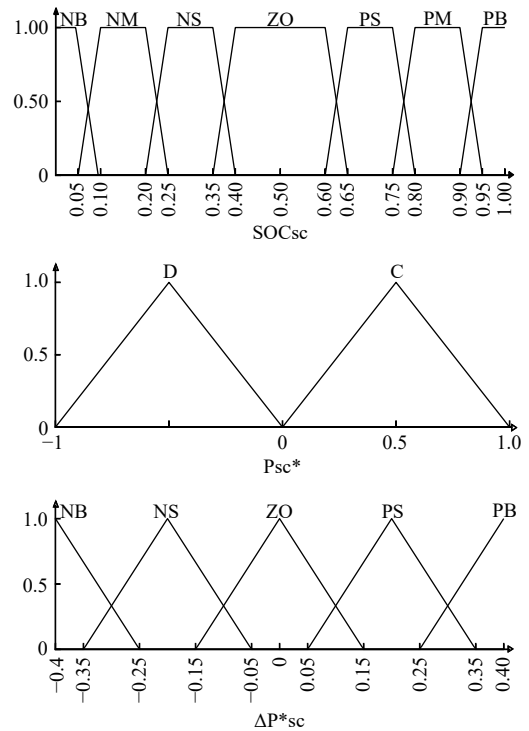 NB NM NS ZO PS PM PB
1.00
0.50
0
0.05 0.10 0.20 0.25 0.35 0.40 0.50 0.60 0.65 0.75 0.80 0.90 0.95 1.00
SOCsc
D C
1.0
0.5
0
−1 0 0.5 1.0
Psc*
NB NS ZO PS PB
1.0
0.5
0
−0.4 −0.35 −0.25 −0.15 −0.05 0 0.05 0.15 0.25 0.35 0.40
ΔP*sc